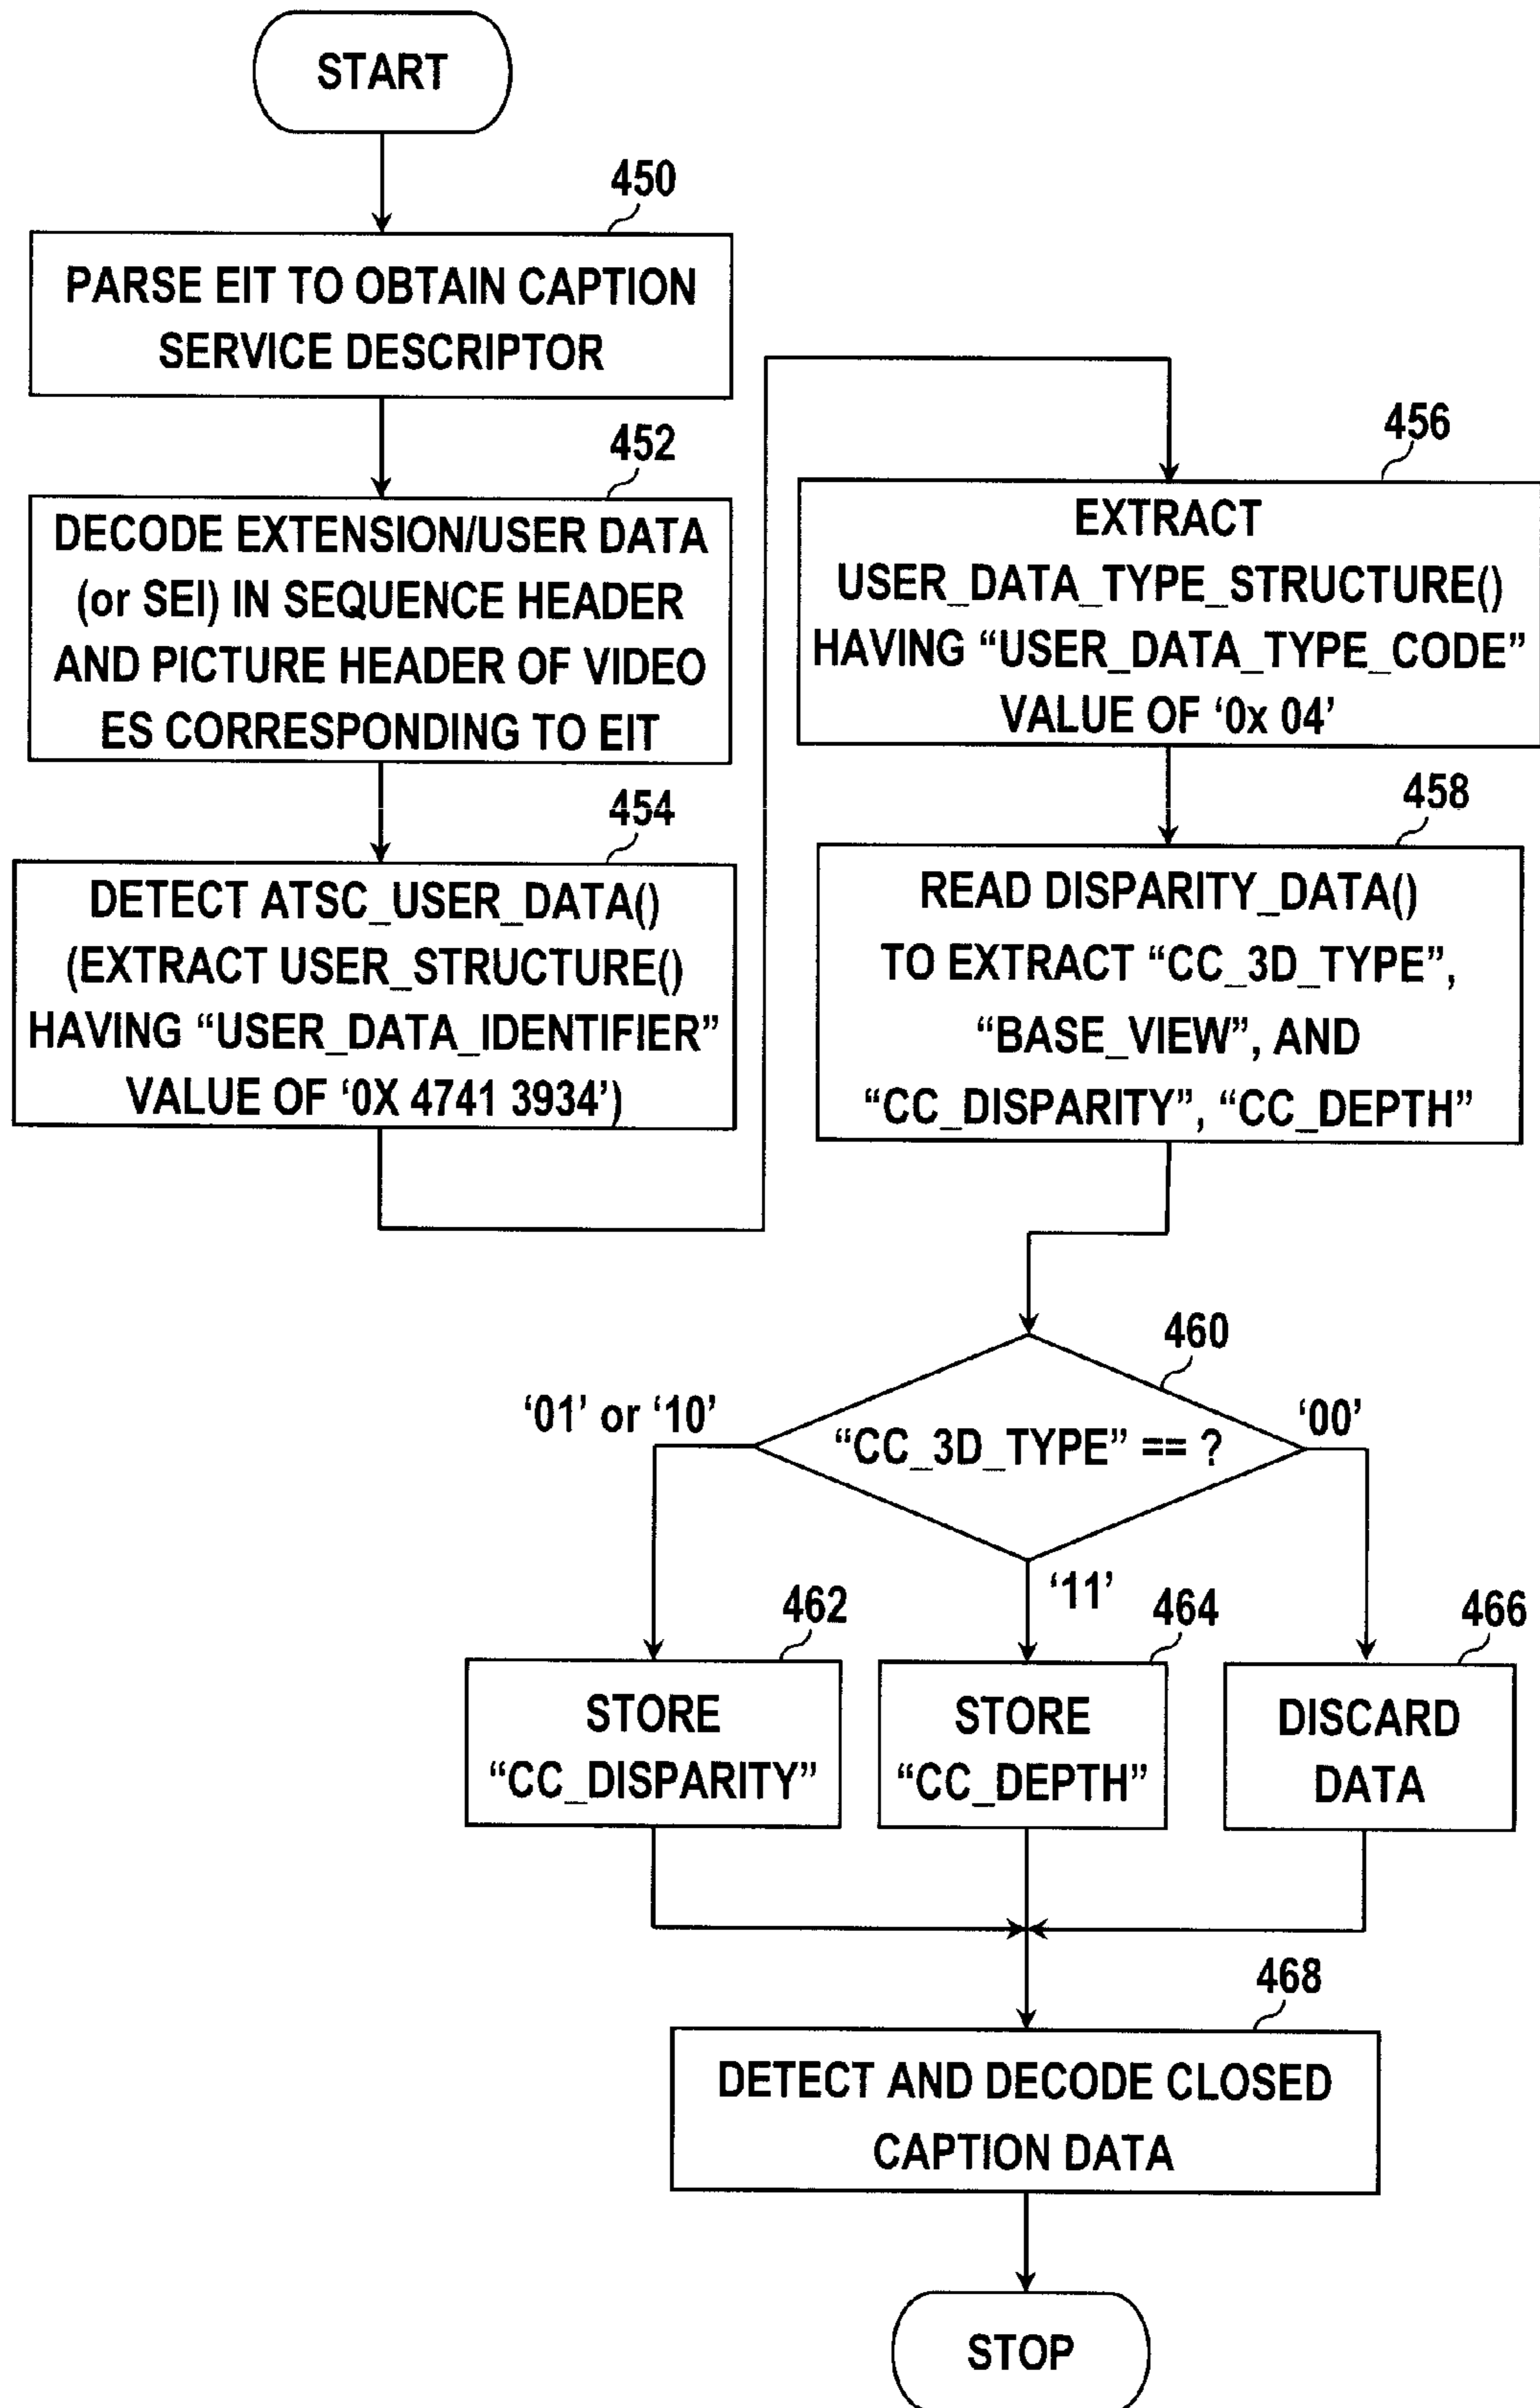 START
450
PARSE EIT TO OBTAIN CAPTION
SERVICE DESCRIPTOR
452
DECODE EXTENSION/USER DATA
(or SEI) IN SEQUENCE HEADER
AND PICTURE HEADER OF VIDEO
ES CORRESPONDING TO EIT
454
DETECT ATSC_USER_DATA()
(EXTRACT USER_STRUCTURE()
HAVING “USER_DATA_IDENTIFIER”
VALUE OF ‘0X 4741 3934’)
456
EXTRACT
USER_DATA_TYPE_STRUCTURE()
HAVING “USER_DATA_TYPE_CODE”
VALUE OF ‘0x 04’
458
READ DISPARITY_DATA()
TO EXTRACT “CC_3D_TYPE”,
“BASE_VIEW”, AND
“CC_DISPARITY”, “CC_DEPTH”
460
‘01’ or ‘10’
“CC_3D_TYPE” == ?
‘00’
‘11’
462
STORE
“CC_DISPARITY”
464
STORE
“CC_DEPTH”
466
DISCARD
DATA
468
DETECT AND DECODE CLOSED
CAPTION DATA
STOP